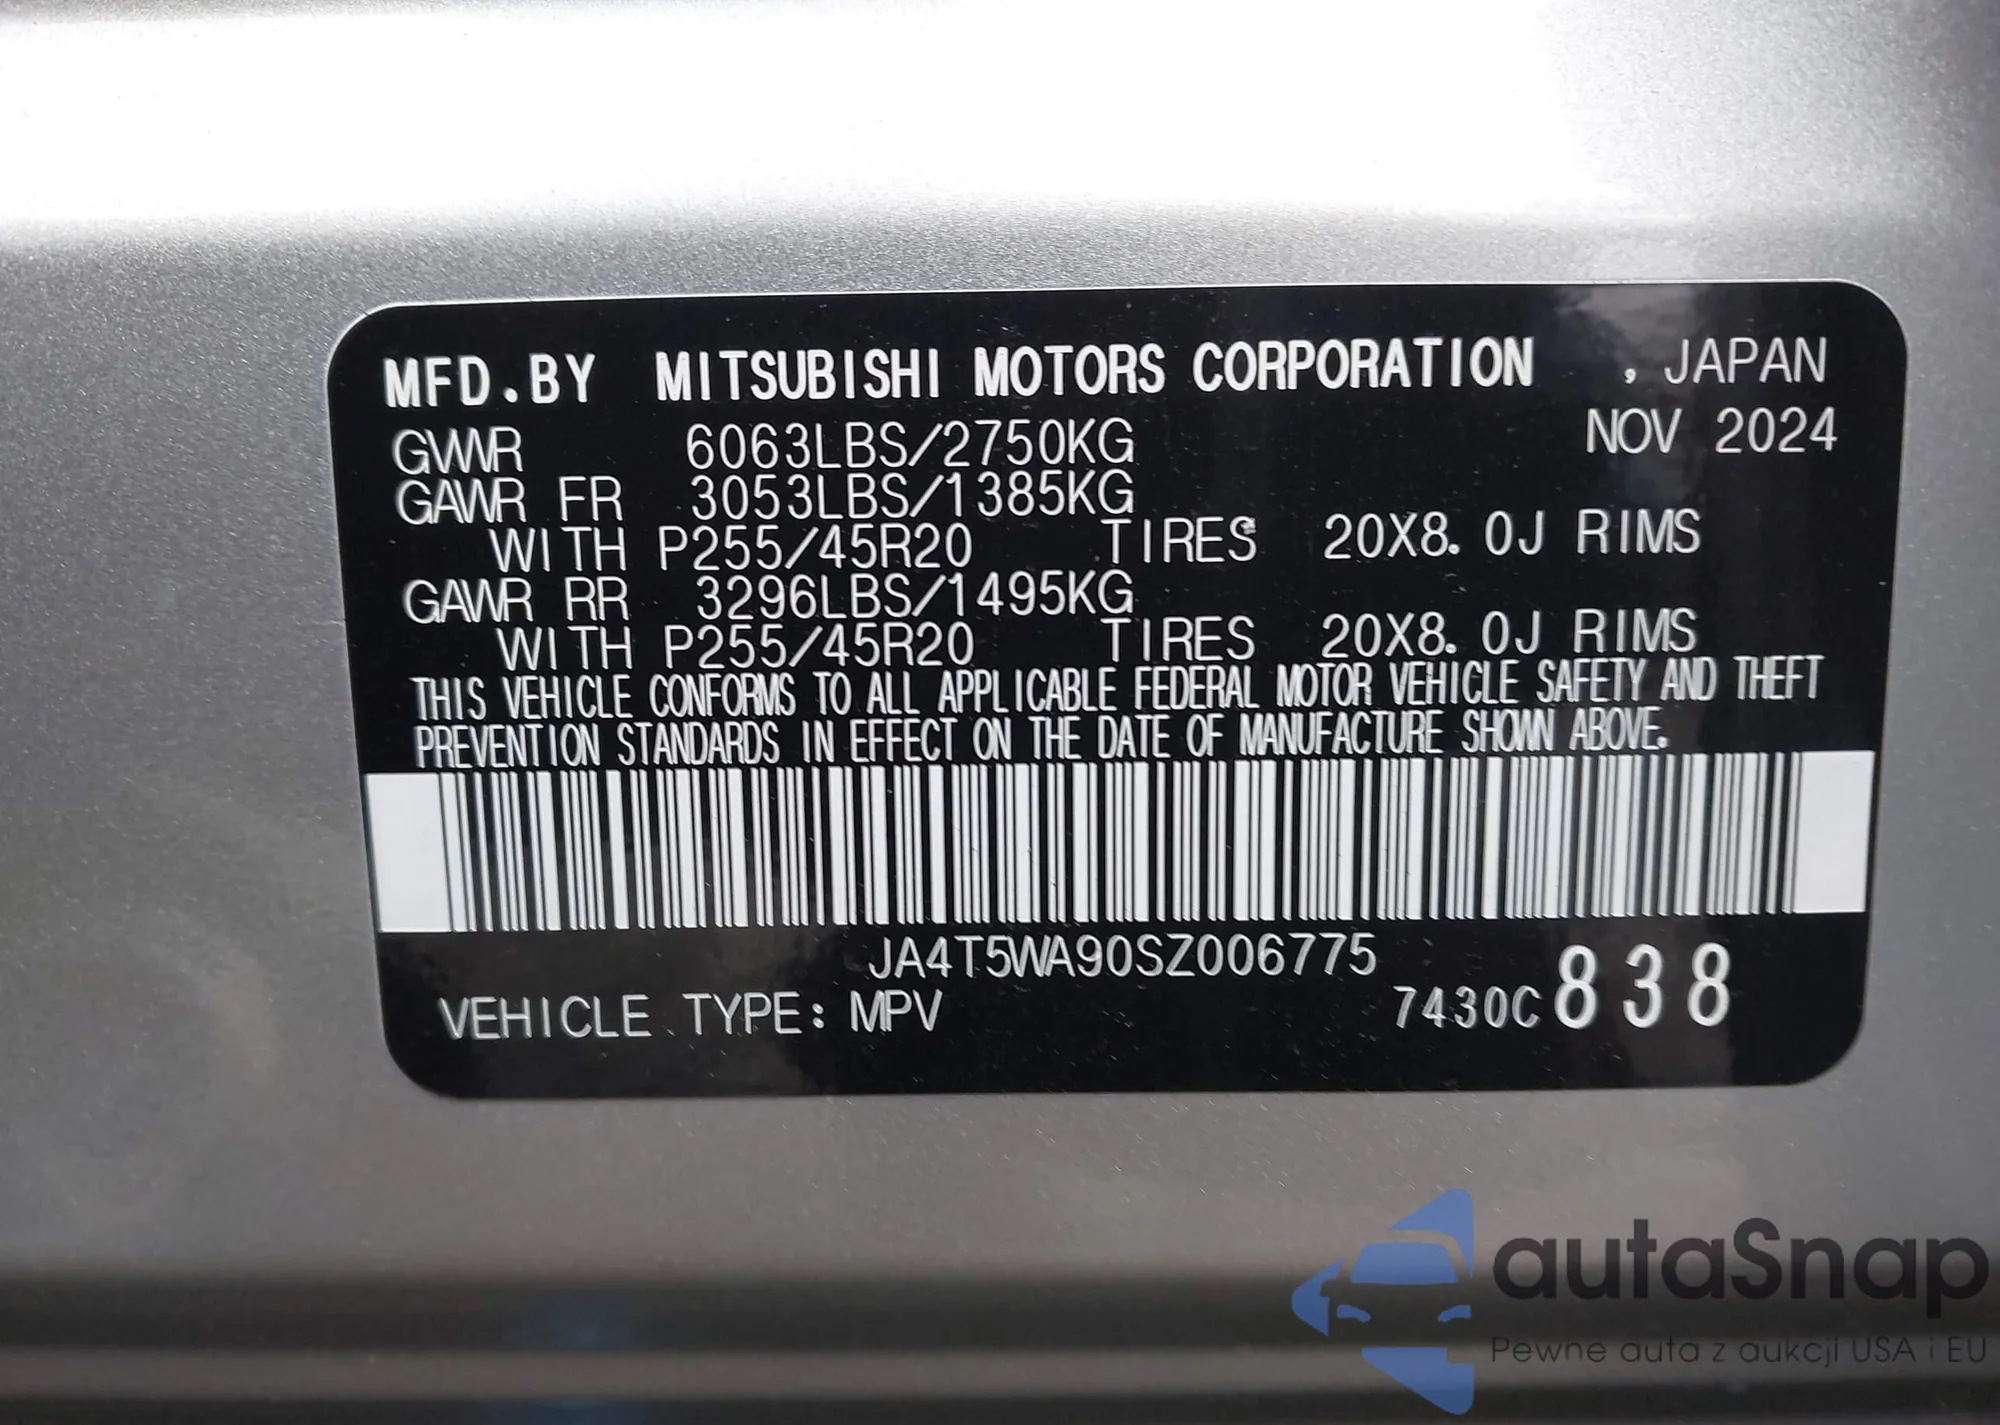 MFD.BY MITSUBISHI MOTORS CORPORATION , JAPAN
NOV 2024
GVWR 6063LBS/2750KG
GAWR FR 3053LBS/1385KG
WITH P255/45R20 TIRES 20X8.0J RIMS
GAWR RR 3296LBS/1495KG
WITH P255/45R20 TIRES 20X8.0J RIMS
THIS VEHICLE CONFORMS TO ALL APPLICABLE FEDERAL MOTOR VEHICLE SAFETY AND THEFT
PREVENTION STANDARDS IN EFFECT ON THE DATE OF MANUFACTURE SHOWN ABOVE.
JA4T5WA90SZ006775
VEHICLE TYPE: MPV 7430C 838
autaSnap
Pewne auta z aukcji USA i EU